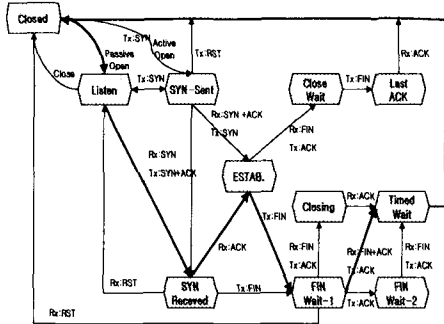 Closed
Tx:SYN
Active
Open
Passive
Open
Close
Tx:RST
Rx:ACK
Listen
Tx:SYN
SYN-Sent
Close
Wait
Tx:FIN
Last
ACK
Rx:SYN +ACK
Tx:SYN
Rx:FIN
Tx:ACK
Rx:SYN
Tx:SYN+ACK
ESTAB.
Tx:FIN
Closing
Rx:ACK
Timed
Wait
Rx:ACK
Rx:FIN
Tx:ACK
Rx:FIN+ACK
Tx:ACK
Rx:FIN
Tx:ACK
Rx:RST
SYN
Receved
Tx:FIN
FIN
Wait-1
Rx:ACK
Tx:ACK
FIN
Wait-2
Rx:RST